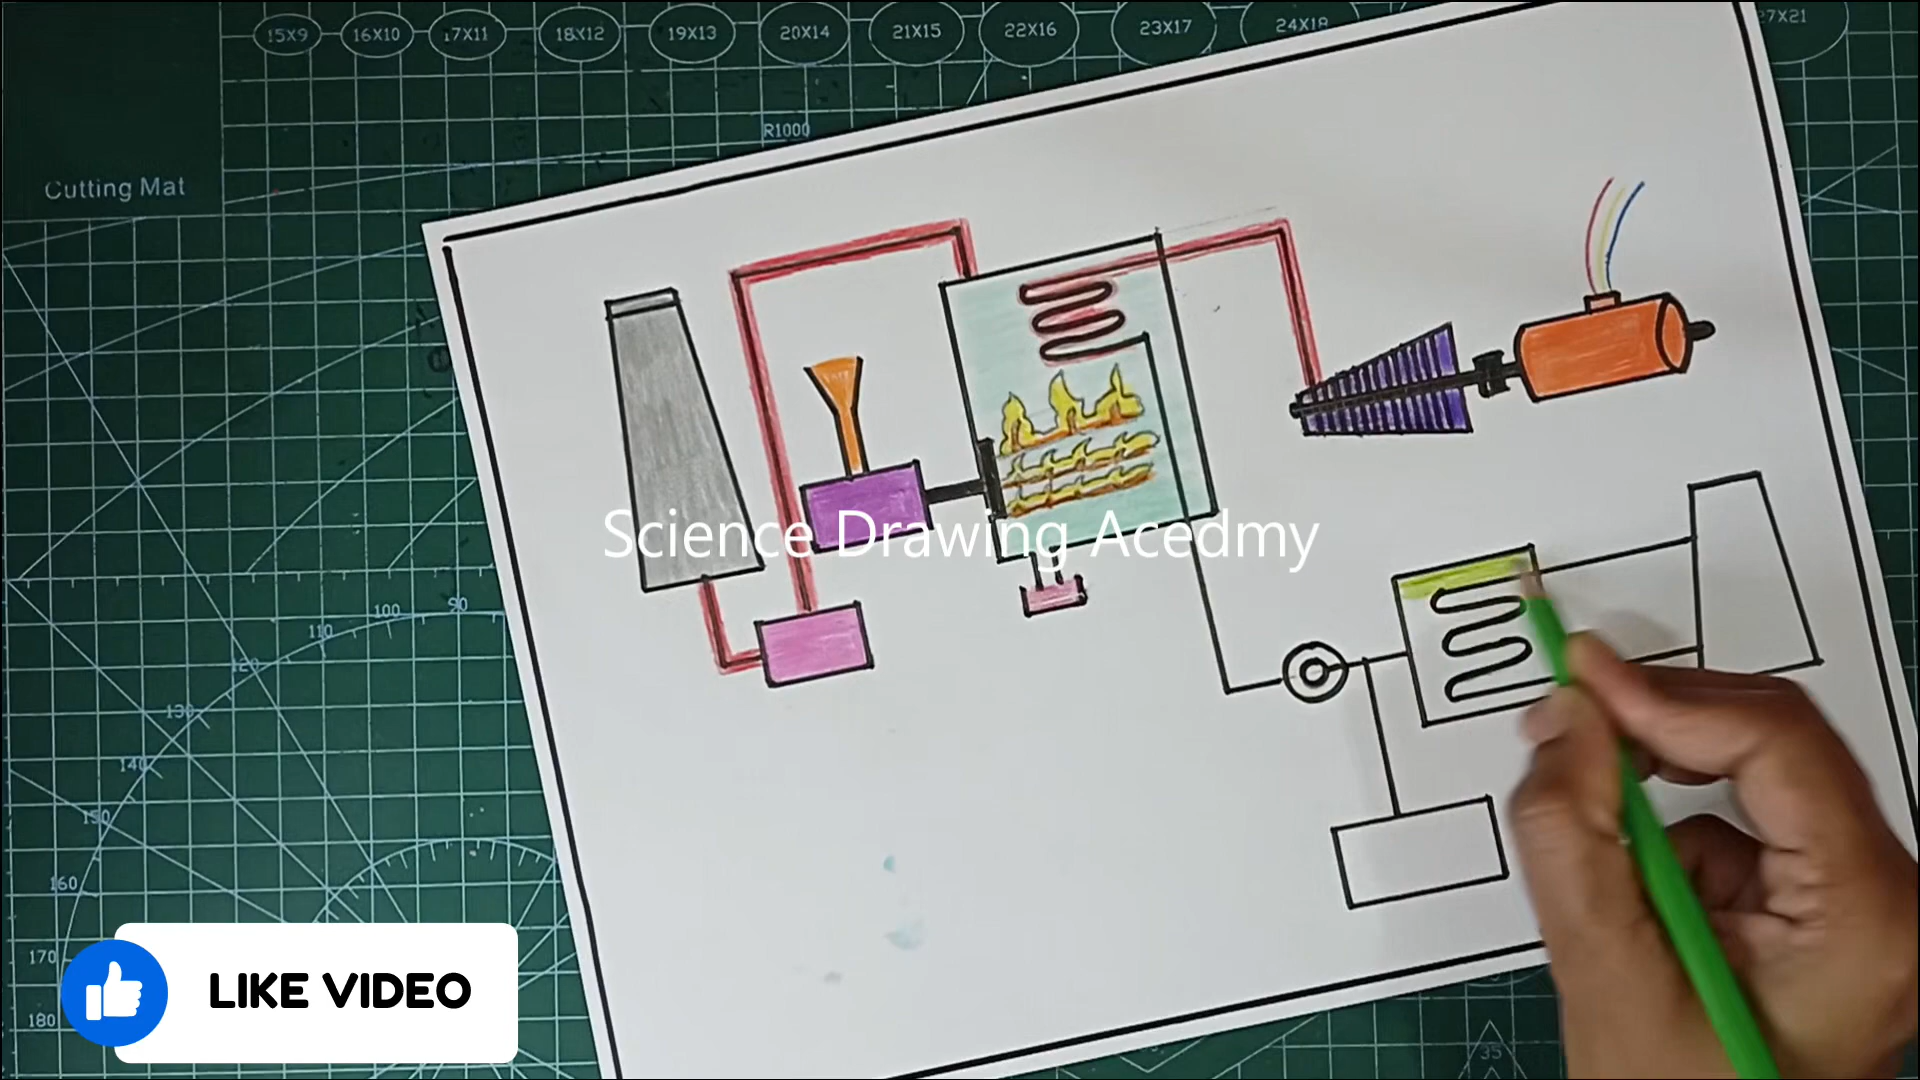 15X9
16X10
17X11
18X12
19X13
20X14
21X15
22X16
23X17
24X18
27X21
R1000
Cutting Mat
Science Drawing Acedmy
100
90
110
120
130
140
150
160
170
180
35
LIKE VIDEO